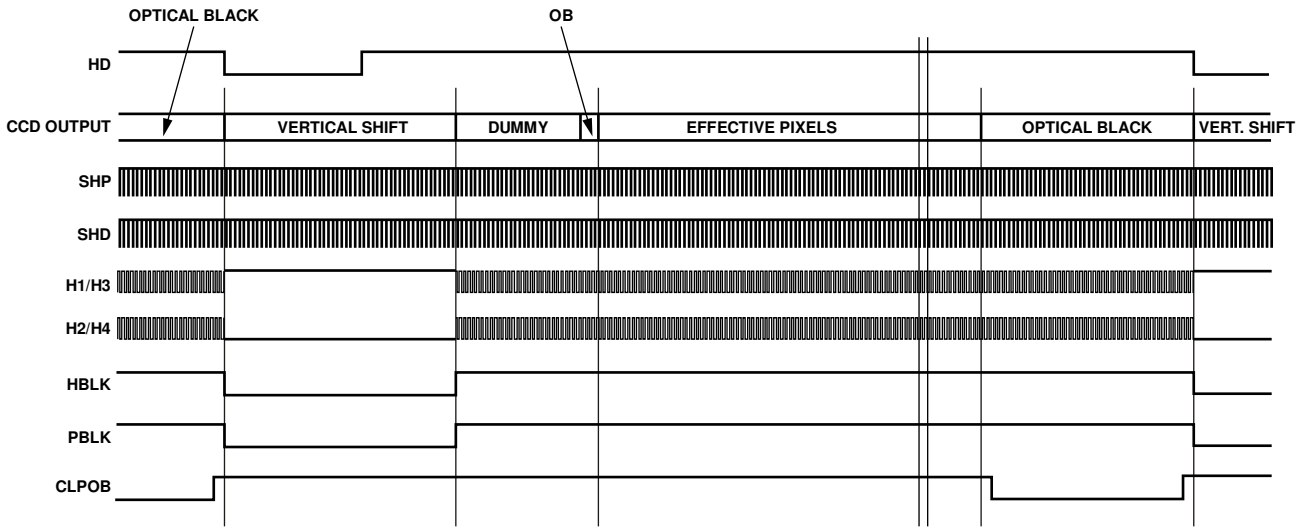 OPTICAL BLACK
OB
HD
CCD OUTPUT
VERTICAL SHIFT
DUMMY
EFFECTIVE PIXELS
OPTICAL BLACK
VERT. SHIFT
SHP
SHD
H1/H3
H2/H4
HBLK
PBLK
CLPOB